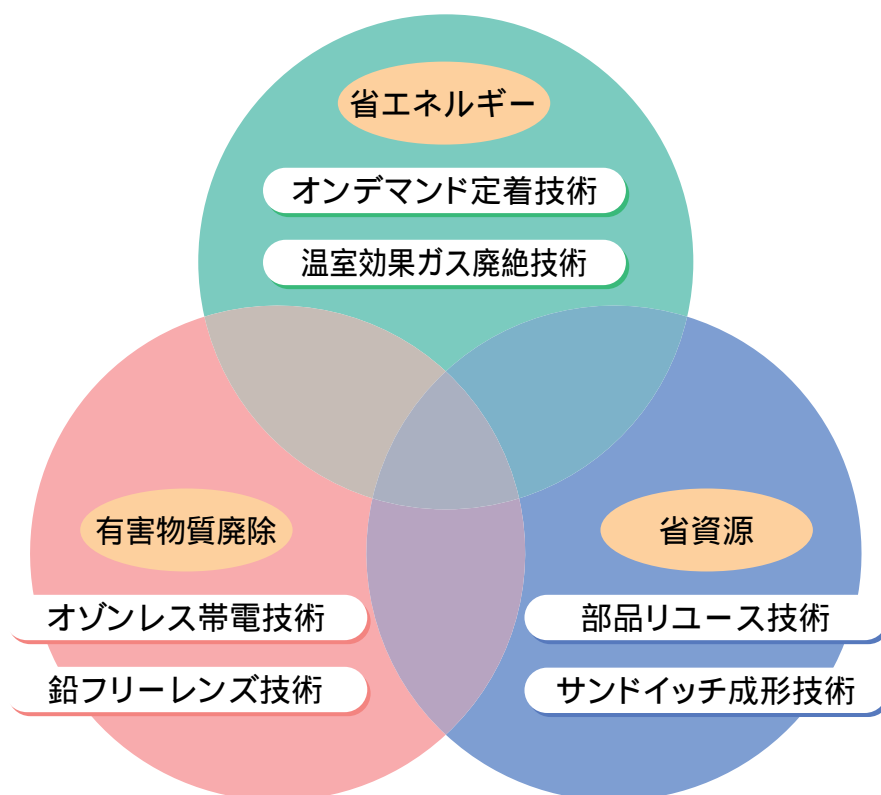 省エネルギー
オンデマンド定着技術
温室効果ガス廃絶技術
有害物質廃除
オゾンレス帯電技術
鉛フリーレンズ技術
省資源
部品リユース技術
サンドイッチ成形技術